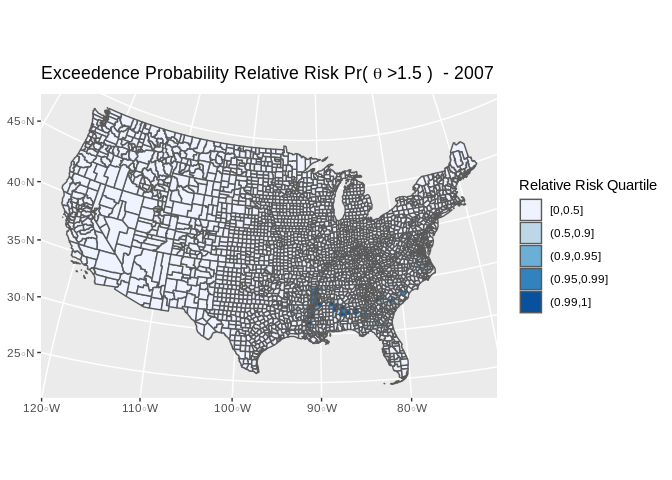 Exceedence Probability Relative Risk Pr( θ >1.5 )  - 2007
45°N
40°N
35°N
30°N
25°N
120°W
110°W
100°W
90°W
80°W
Relative Risk Quartile
[0,0.5]
(0.5,0.9]
(0.9,0.95]
(0.95,0.99]
(0.99,1]